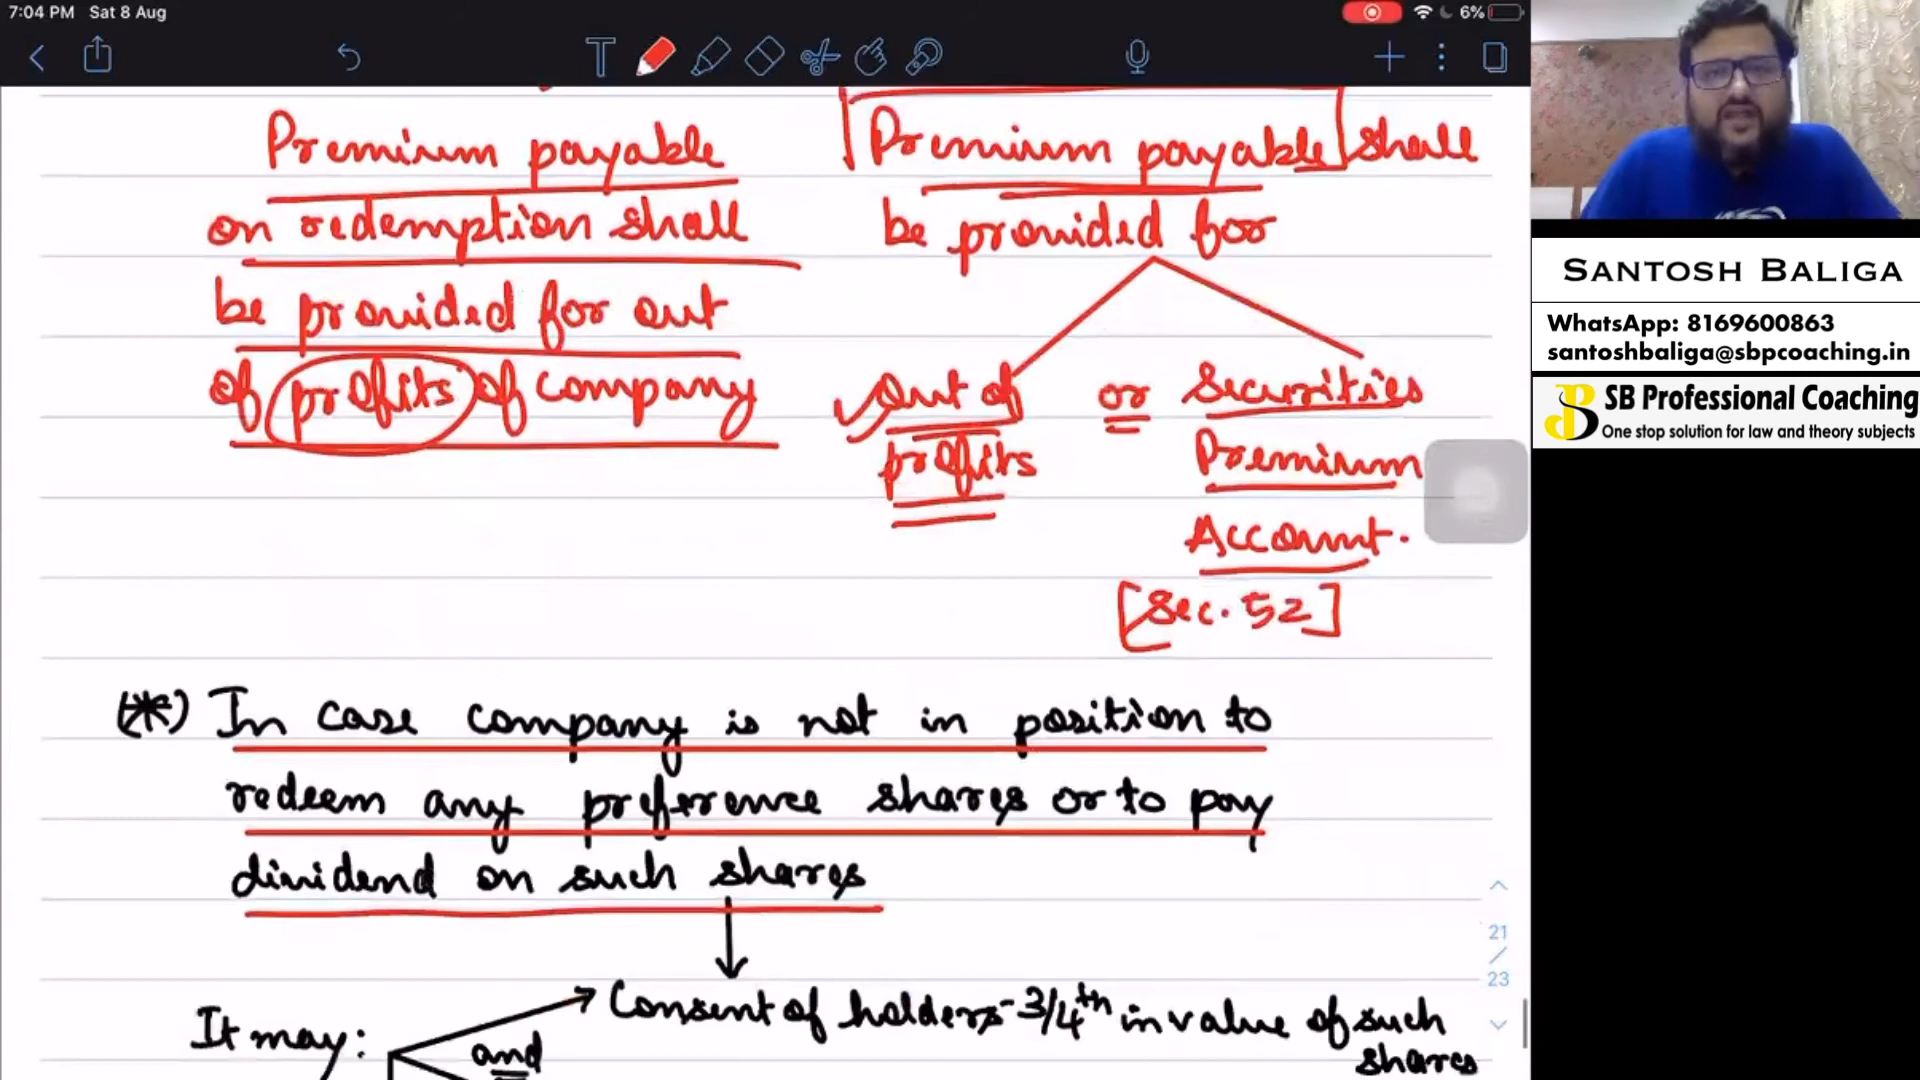 7:04 PM Sat 8 Aug
6%
Premium payable
on redemption shall
be provided for out
of profits of company
Premium payable shall
be provided for
Out of
profits
or
Securities
Premium
Account.
[Sec. 52]
(*) In case company is not in position to
redeem any preference shares or to pay
dividend on such shares
It may:
Consent of holders - 3/4th in value of such
shares
and
21
/
23
SANTOSH BALIGA
WhatsApp: 8169600863
santoshbaliga@sbpcoaching.in
SB Professional Coaching
One stop solution for law and theory subjects